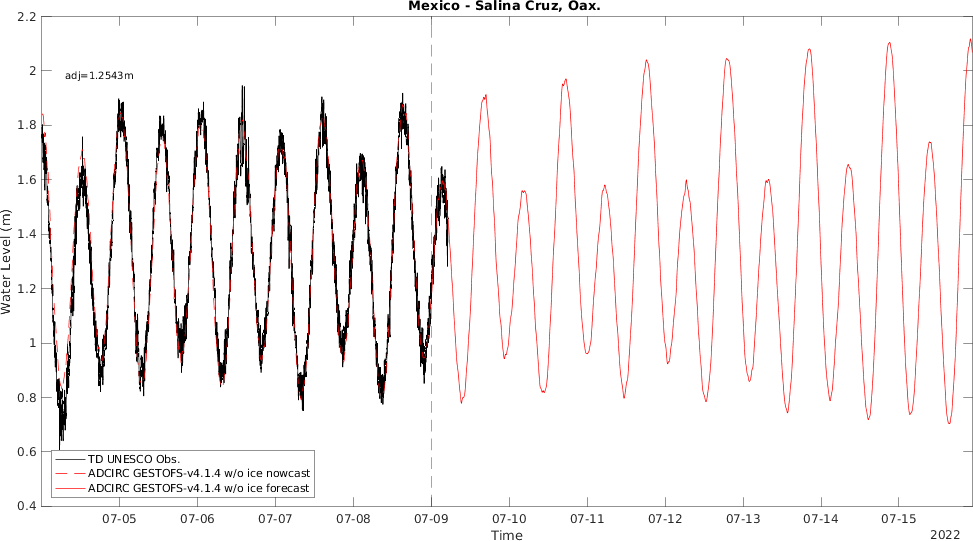 Mexico - Salina Cruz, Oax.
2.2
2
1.8
1.6
1.4
1.2
1
0.8
0.6
0.4
Water Level (m)
adj=1.2543m
TD UNESCO Obs.
ADCIRC GESTOFS-v4.1.4 w/o ice nowcast
ADCIRC GESTOFS-v4.1.4 w/o ice forecast
07-05 07-06 07-07 07-08 07-09 07-10 07-11 07-12 07-13 07-14 07-15
Time
2022